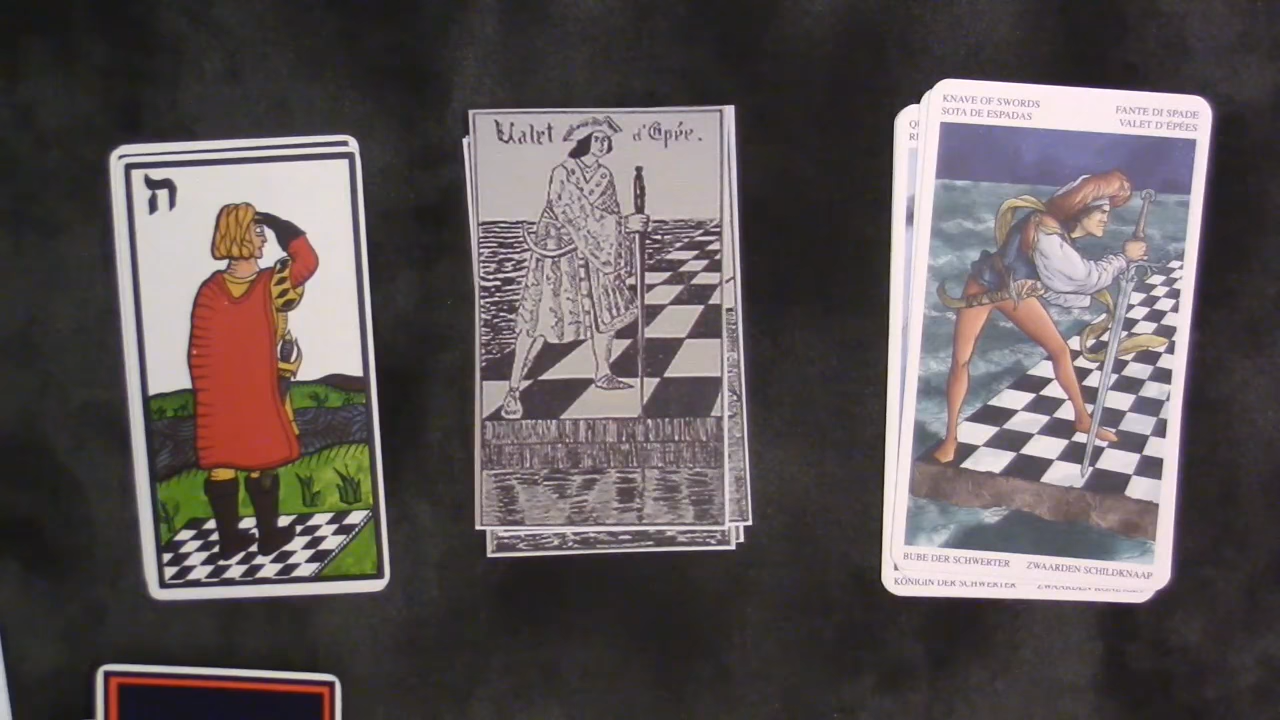 ה
Valet d'Epée.
KNAVE OF SWORDS
SOTA DE ESPADAS
FANTE DI SPADE
VALET D'ÉPÉES
BUBE DER SCHWERTER
ZWAARDEN SCHILDKNAAP
KÖNIGIN DER SCHWERTER